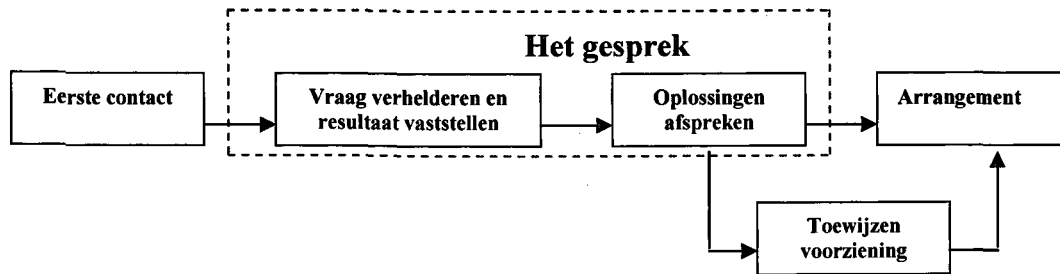 Het gesprek
Eerste contact
Vraag verhelderen en
resultaat vaststellen
Oplossingen
afspreken
Arrangement
Toewijzen
voorziening